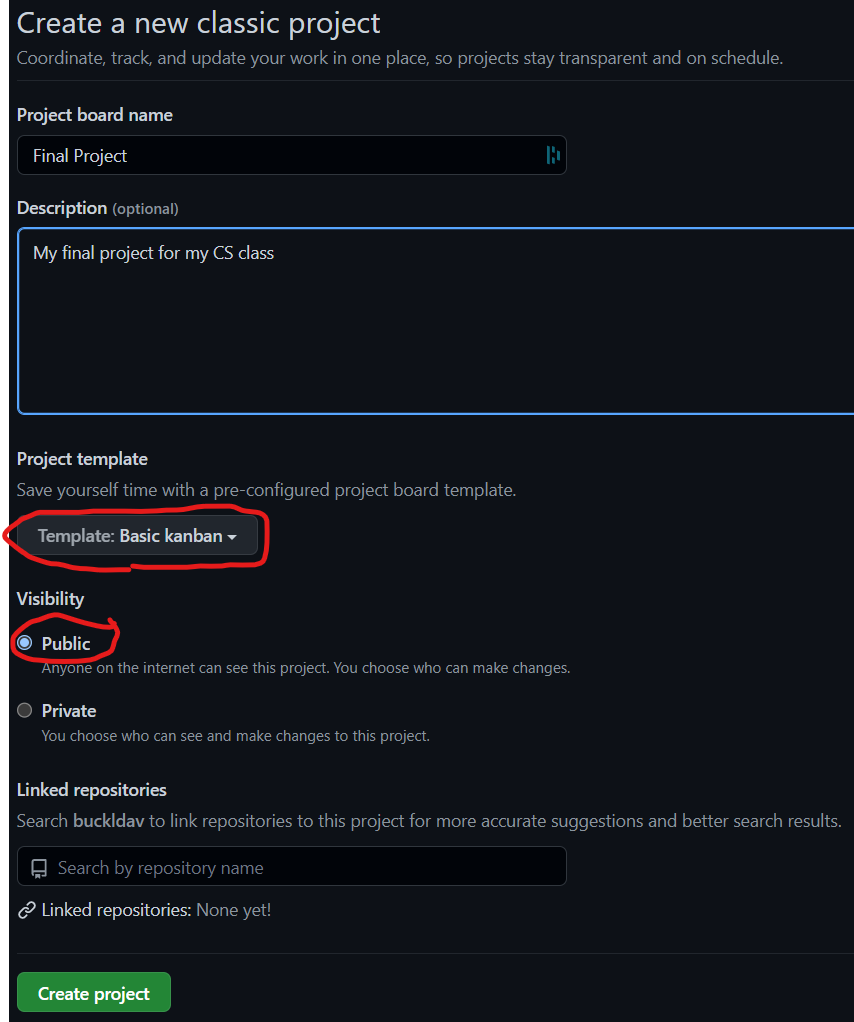 Create a new classic project
Coordinate, track, and update your work in one place, so projects stay transparent and on schedule.
Project board name
Final Project
Description (optional)
My final project for my CS class
Project template
Save yourself time with a pre-configured project board template.
Template: Basic kanban
Visibility
Public
Anyone on the internet can see this project. You choose who can make changes.
Private
You choose who can see and make changes to this project.
Linked repositories
Search buckldav to link repositories to this project for more accurate suggestions and better search results.
Search by repository name
Linked repositories: None yet!
Create project